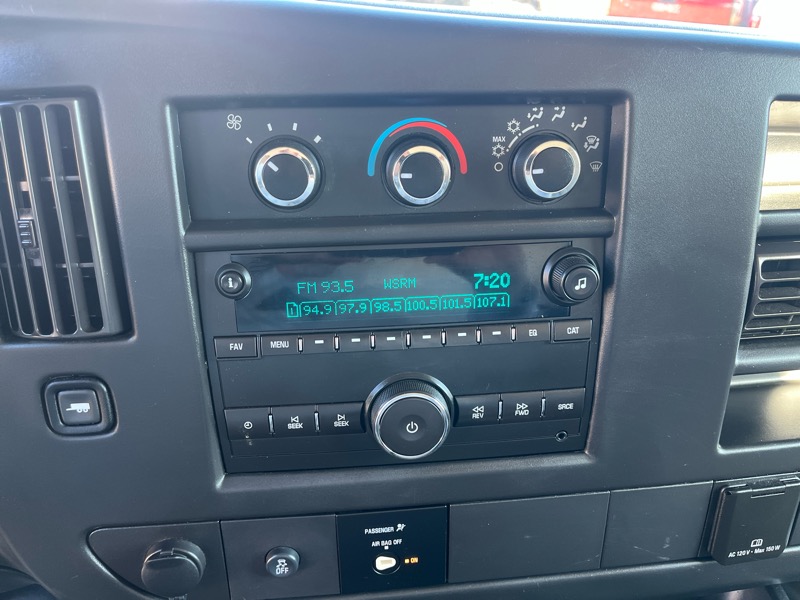 MAX
FM 93.5 WSRM 7:20
1 94.9 97.9 98.5 100.5 101.5 107.1
FAV MENU EQ CAT
SEEK SEEK REV FWD SRCE
PASSENGER
AIR BAG OFF
ON
OFF
AC 120 V - Max 150 W